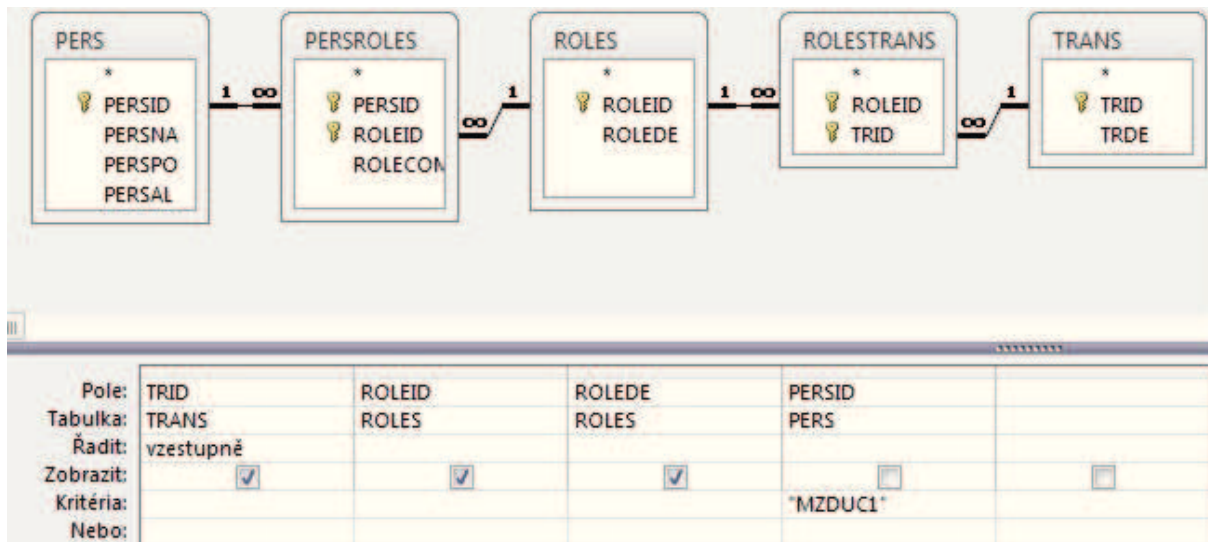 PERS PERSROLES ROLES ROLESTRANS TRANS
* * * * *
PERSID 1 ∞ PERSID 1 ROLEID 1 ∞ ROLEID 1 TRID
PERSNA ROLEID ∞ ROLEDE TRID ∞ TRDE
PERSPO ROLECOM
PERSAL
Pole: TRID ROLEID ROLEDE PERSID
Tabulka: TRANS ROLES ROLES PERS
Řadit: vzestupně
Zobrazit:
Kritéria: "MZDUC1"
Nebo: